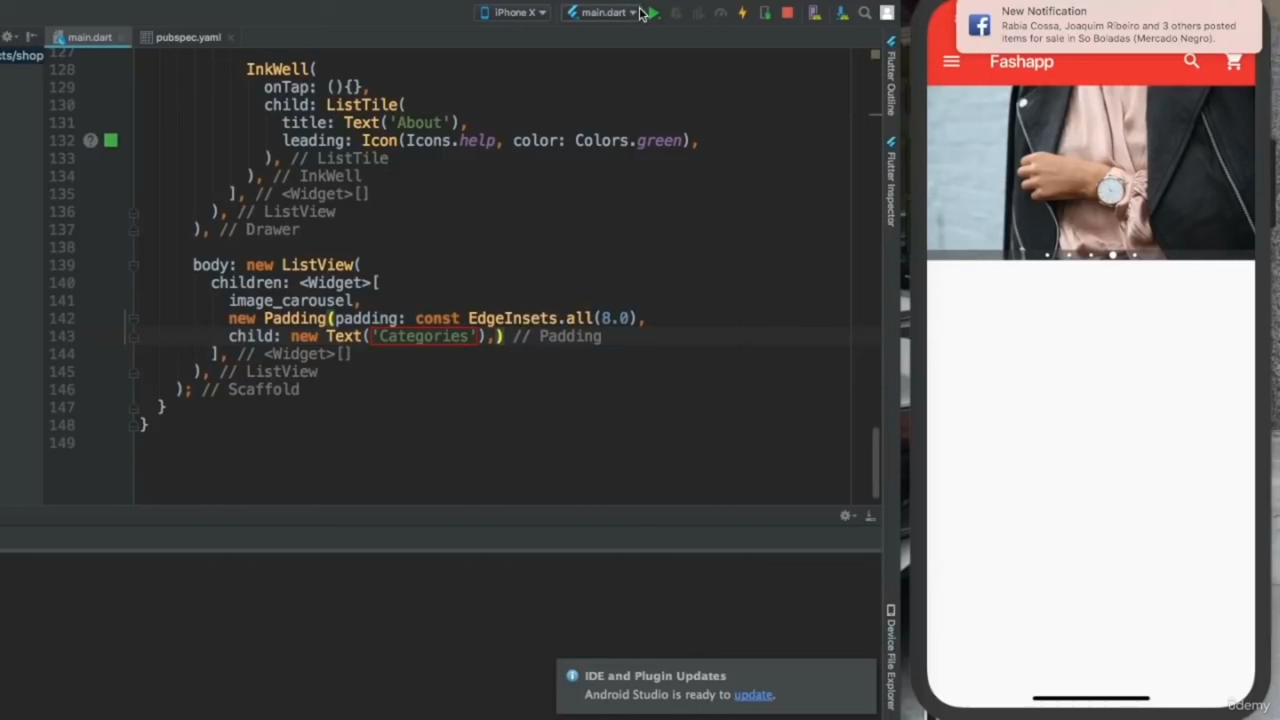 iPhone X
main.dart
main.dart
pubspec.yaml
cts/shop
127
128 InkWell(
129 onTap: (){},
130 child: ListTile(
131 title: Text('About'),
132 leading: Icon(Icons.help, color: Colors.green),
133 ), // ListTile
134 ), // InkWell
135 ], // <Widget>[]
136 ), // ListView
137 ), // Drawer
138
139 body: new ListView(
140 children: <Widget>[
141 image_carousel,
142 new Padding(padding: const EdgeInsets.all(8.0),
143 child: new Text('Categories'),) // Padding
144 ], // <Widget>[]
145 ), // ListView
146 ); // Scaffold
147 }
148 }
149
IDE and Plugin Updates
Android Studio is ready to update.
Flutter Outline
Flutter Inspector
Device File Explorer
New Notification
Rabia Cossa, Joaquim Ribeiro and 3 others posted
items for sale in So Boladas (Mercado Negro).
Fashapp
ûdemy